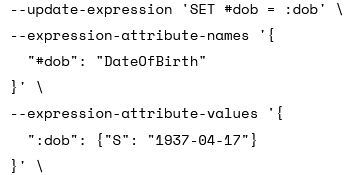 --update-expression 'SET #dob = :dob' \
--expression-attribute-names '{
  "#dob": "DateOfBirth"
}' \
--expression-attribute-values '{
  ":dob": {"S": "1937-04-17"}
}' \